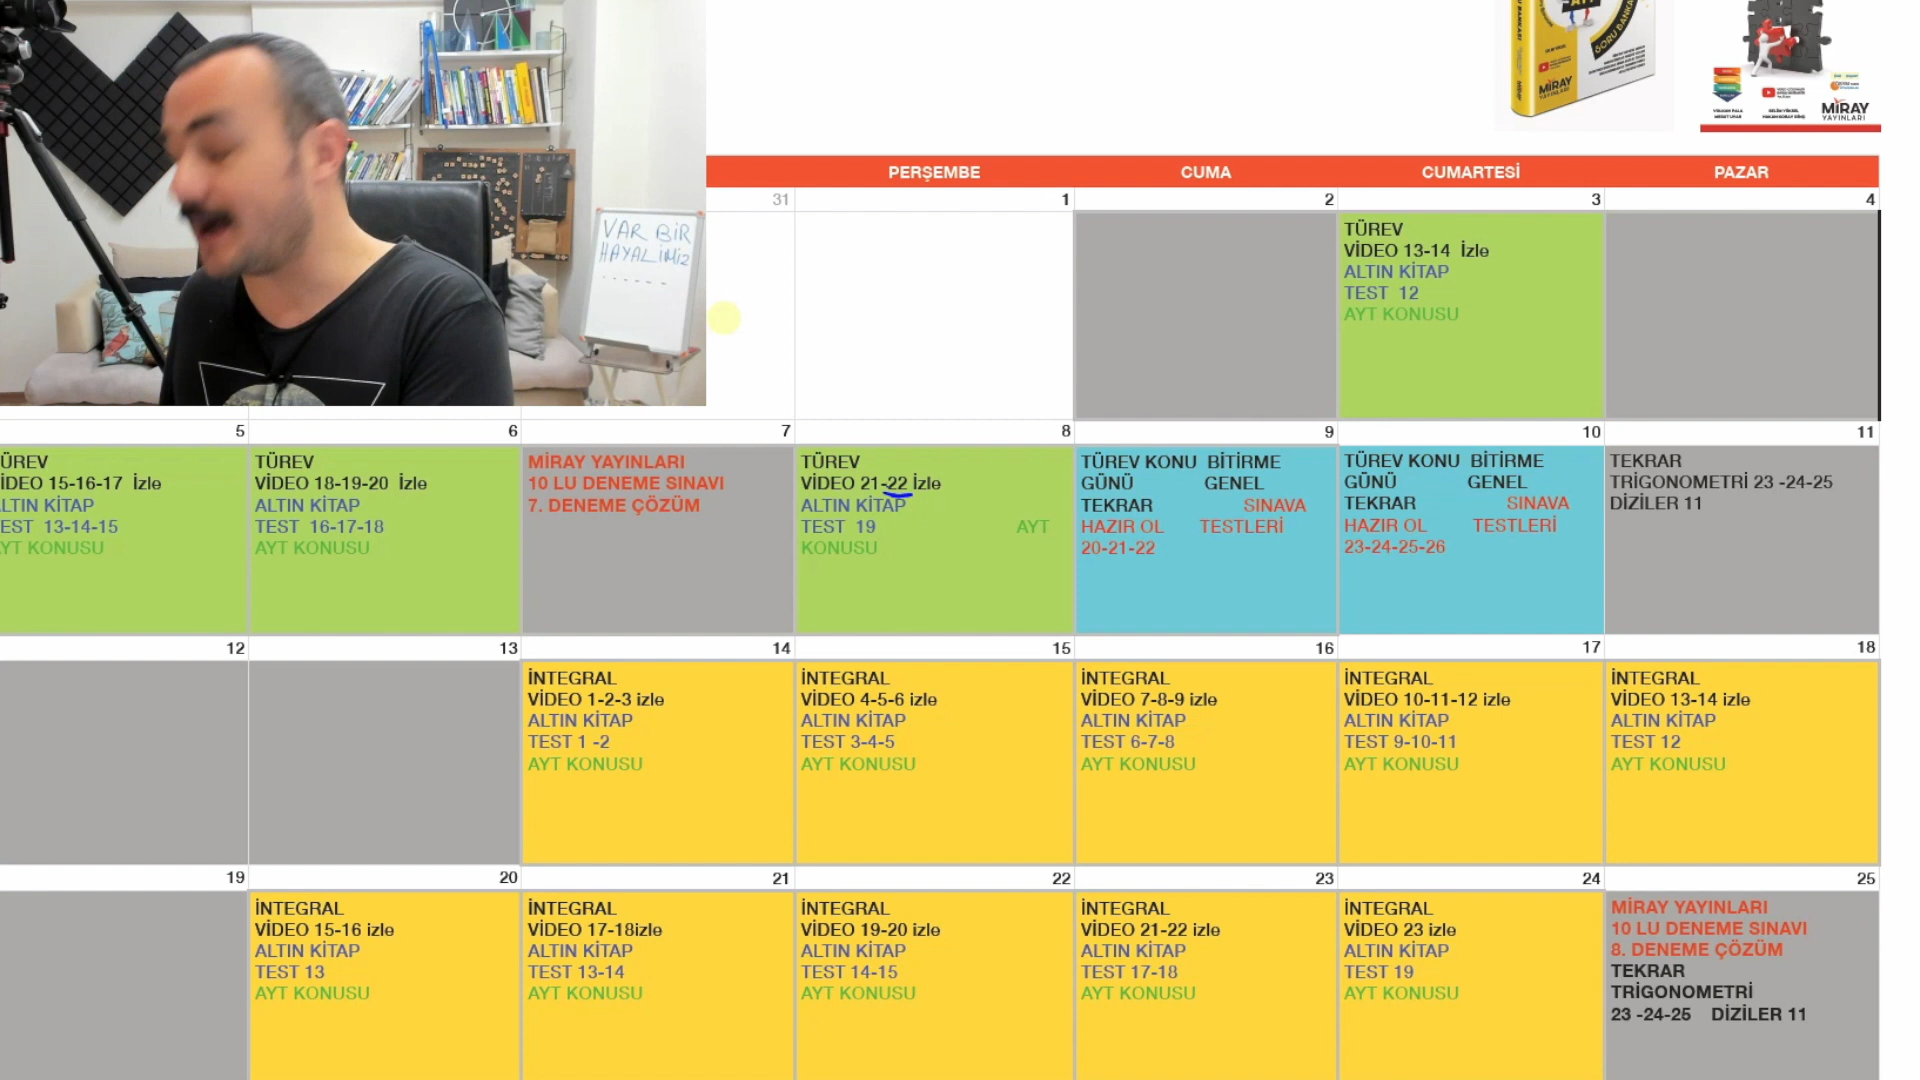 VAR BİR
HAYALİMİZ
SORU BANKASI
MİRAY
YAYINLARI
MİRAY
YAYINLARI
PERŞEMBE
CUMA
CUMARTESİ
PAZAR
31
1
2
3
4
TÜREV
VİDEO 13-14 İzle
ALTIN KİTAP
TEST 12
AYT KONUSU
5
6
7
8
9
10
11
ÜREV
İDEO 15-16-17 İzle
LTIN KİTAP
EST 13-14-15
YT KONUSU
TÜREV
VİDEO 18-19-20 İzle
ALTIN KİTAP
TEST 16-17-18
AYT KONUSU
MİRAY YAYINLARI
10 LU DENEME SINAVI
7. DENEME ÇÖZÜM
TÜREV
VİDEO 21-22 İzle
ALTIN KİTAP
TEST 19 AYT
KONUSU
TÜREV KONU BİTİRME
GÜNÜ GENEL
TEKRAR SINAVA
HAZIR OL TESTLERİ
20-21-22
TÜREV KONU BİTİRME
GÜNÜ GENEL
TEKRAR SINAVA
HAZIR OL TESTLERİ
23-24-25-26
TEKRAR
TRİGONOMETRİ 23 -24-25
DİZİLER 11
12
13
14
15
16
17
18
İNTEGRAL
VİDEO 1-2-3 izle
ALTIN KİTAP
TEST 1 -2
AYT KONUSU
İNTEGRAL
VİDEO 4-5-6 izle
ALTIN KİTAP
TEST 3-4-5
AYT KONUSU
İNTEGRAL
VİDEO 7-8-9 izle
ALTIN KİTAP
TEST 6-7-8
AYT KONUSU
İNTEGRAL
VİDEO 10-11-12 izle
ALTIN KİTAP
TEST 9-10-11
AYT KONUSU
İNTEGRAL
VİDEO 13-14 izle
ALTIN KİTAP
TEST 12
AYT KONUSU
19
20
21
22
23
24
25
İNTEGRAL
VİDEO 15-16 izle
ALTIN KİTAP
TEST 13
AYT KONUSU
İNTEGRAL
VİDEO 17-18izle
ALTIN KİTAP
TEST 13-14
AYT KONUSU
İNTEGRAL
VİDEO 19-20 izle
ALTIN KİTAP
TEST 14-15
AYT KONUSU
İNTEGRAL
VİDEO 21-22 izle
ALTIN KİTAP
TEST 17-18
AYT KONUSU
İNTEGRAL
VİDEO 23 izle
ALTIN KİTAP
TEST 19
AYT KONUSU
MİRAY YAYINLARI
10 LU DENEME SINAVI
8. DENEME ÇÖZÜM
TEKRAR
TRİGONOMETRİ
23 -24-25 DİZİLER 11